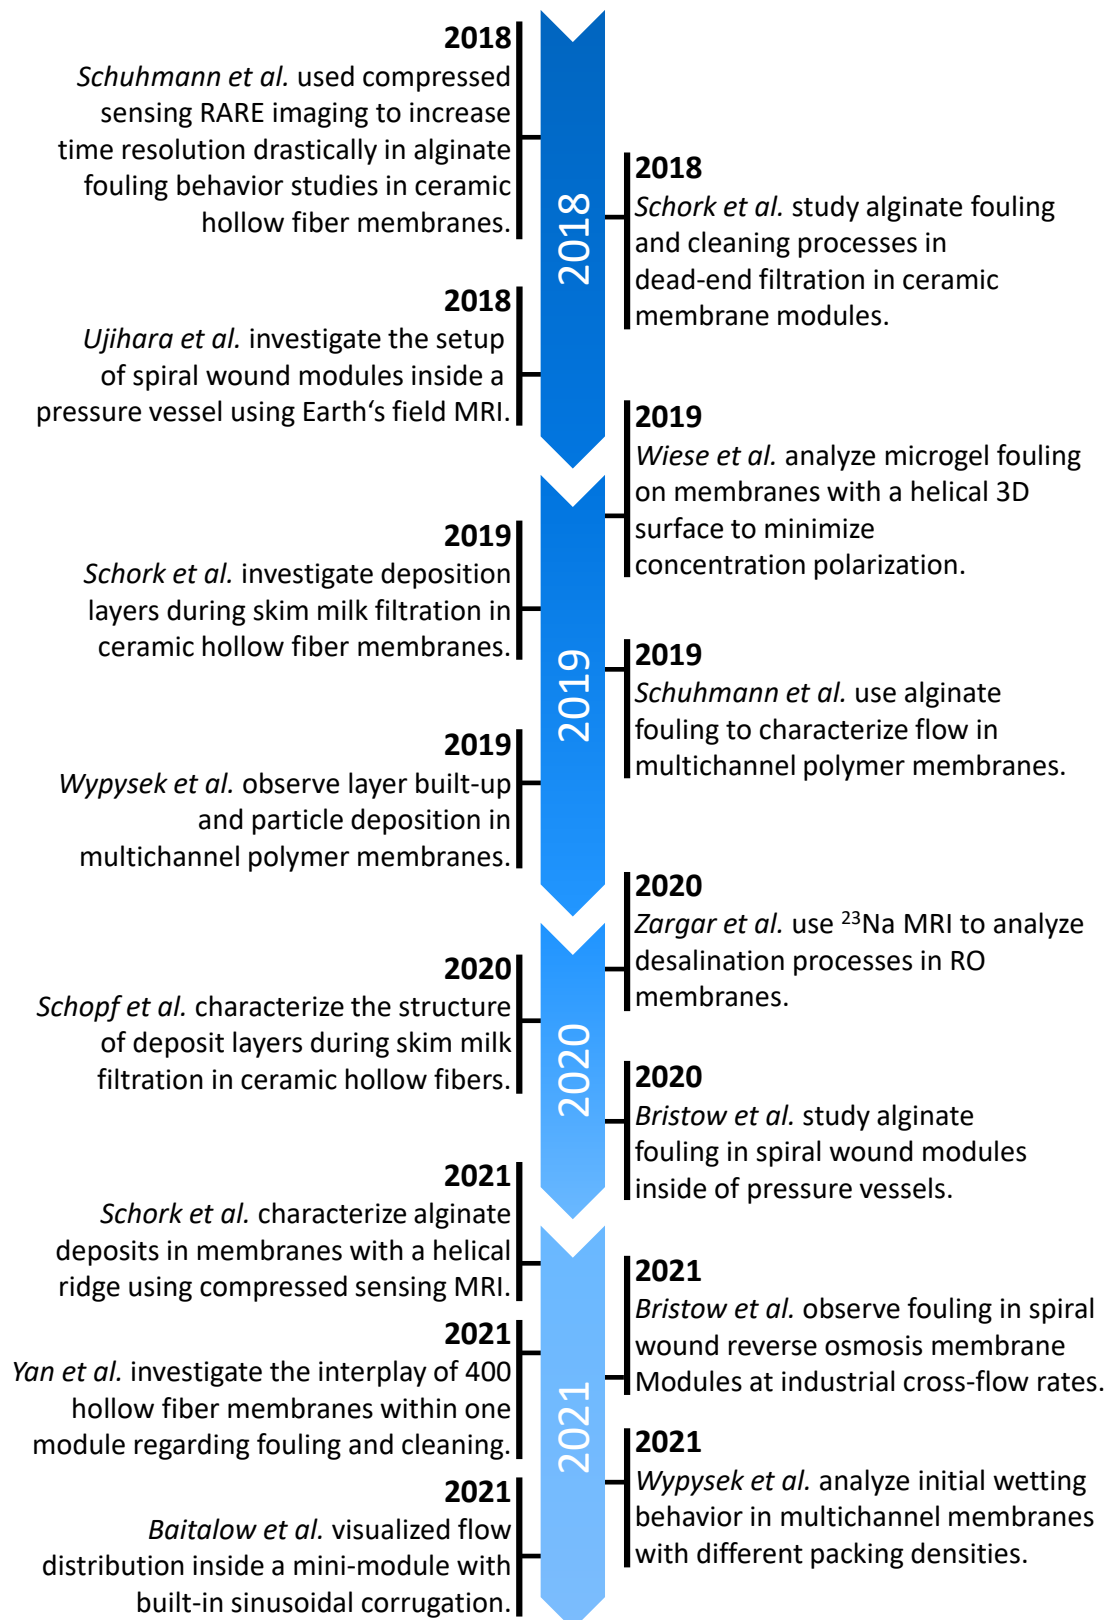 2018
Schuhmann et al. used compressed
sensing RARE imaging to increase
time resolution drastically in alginate
fouling behavior studies in ceramic
hollow fiber membranes.
2018
Schork et al. study alginate fouling
and cleaning processes in
dead-end filtration in ceramic
membrane modules.
2018
2018
Ujihara et al. investigate the setup
of spiral wound modules inside a
pressure vessel using Earth‘s field MRI.
2019
Wiese et al. analyze microgel fouling
on membranes with a helical 3D
surface to minimize
concentration polarization.
2019
Schork et al. investigate deposition
layers during skim milk filtration in
ceramic hollow fiber membranes.
2019
2019
Schuhmann et al. use alginate
fouling to characterize flow in
multichannel polymer membranes.
2019
Wypysek et al. observe layer built-up
and particle deposition in
multichannel polymer membranes.
2020
Zargar et al. use ²³Na MRI to analyze
desalination processes in RO
membranes.
2020
Schopf et al. characterize the structure
of deposit layers during skim milk
filtration in ceramic hollow fibers.
2020
2020
Bristow et al. study alginate
fouling in spiral wound modules
inside of pressure vessels.
2021
Schork et al. characterize alginate
deposits in membranes with a helical
ridge using compressed sensing MRI.
2021
Bristow et al. observe fouling in spiral
wound reverse osmosis membrane
Modules at industrial cross-flow rates.
2021
Yan et al. investigate the interplay of 400
hollow fiber membranes within one
module regarding fouling and cleaning.
2021
2021
Wypysek et al. analyze initial wetting
behavior in multichannel membranes
with different packing densities.
2021
Baitalow et al. visualized flow
distribution inside a mini-module with
built-in sinusoidal corrugation.